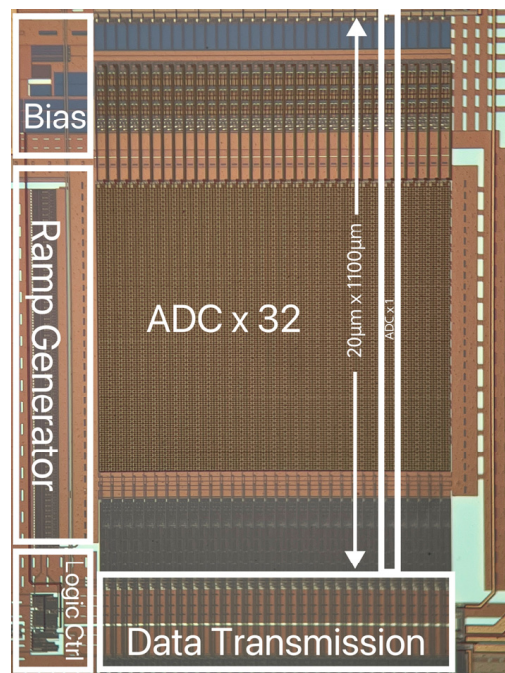 Bias
Ramp Generator
ADC x 32
20μm x 1100μm
ADC x 1
Logic Ctrl
Data Transmission